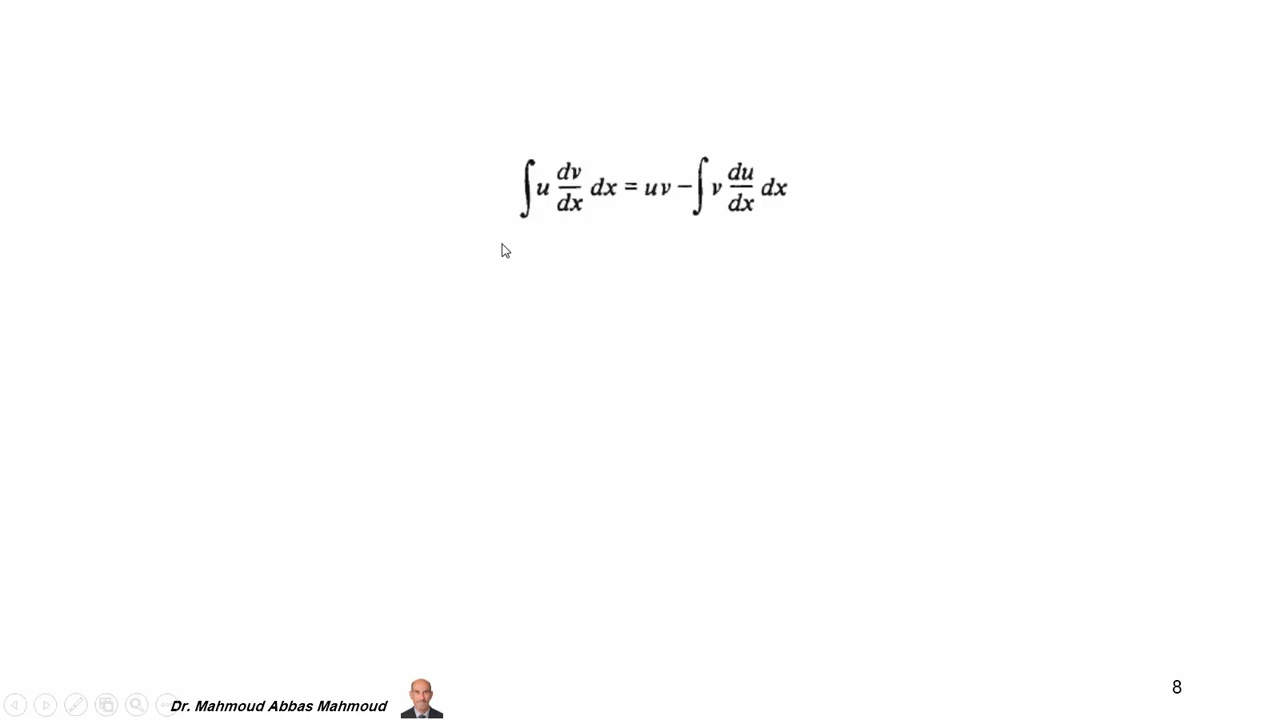 ∫ u dv/dx dx = uv − ∫ v du/dx dx
8
Dr. Mahmoud Abbas Mahmoud